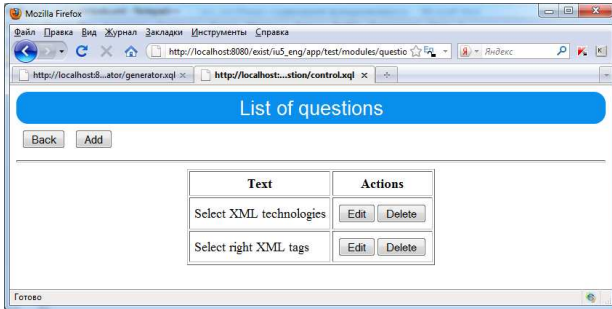 Mozilla Firefox
Файл Правка Вид Журнал Закладки Инструменты Справка
http://localhost:8080/exist/iu5_eng/app/test/modules/questio Яндекс
http://localhost:8...ator/generator.xql http://localhost:...stion/control.xql
List of questions
Back Add
Text Actions
Select XML technologies Edit Delete
Select right XML tags Edit Delete
Готово